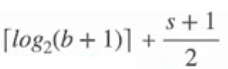 ⌈log₂(b + 1)⌉ + (s + 1)/2